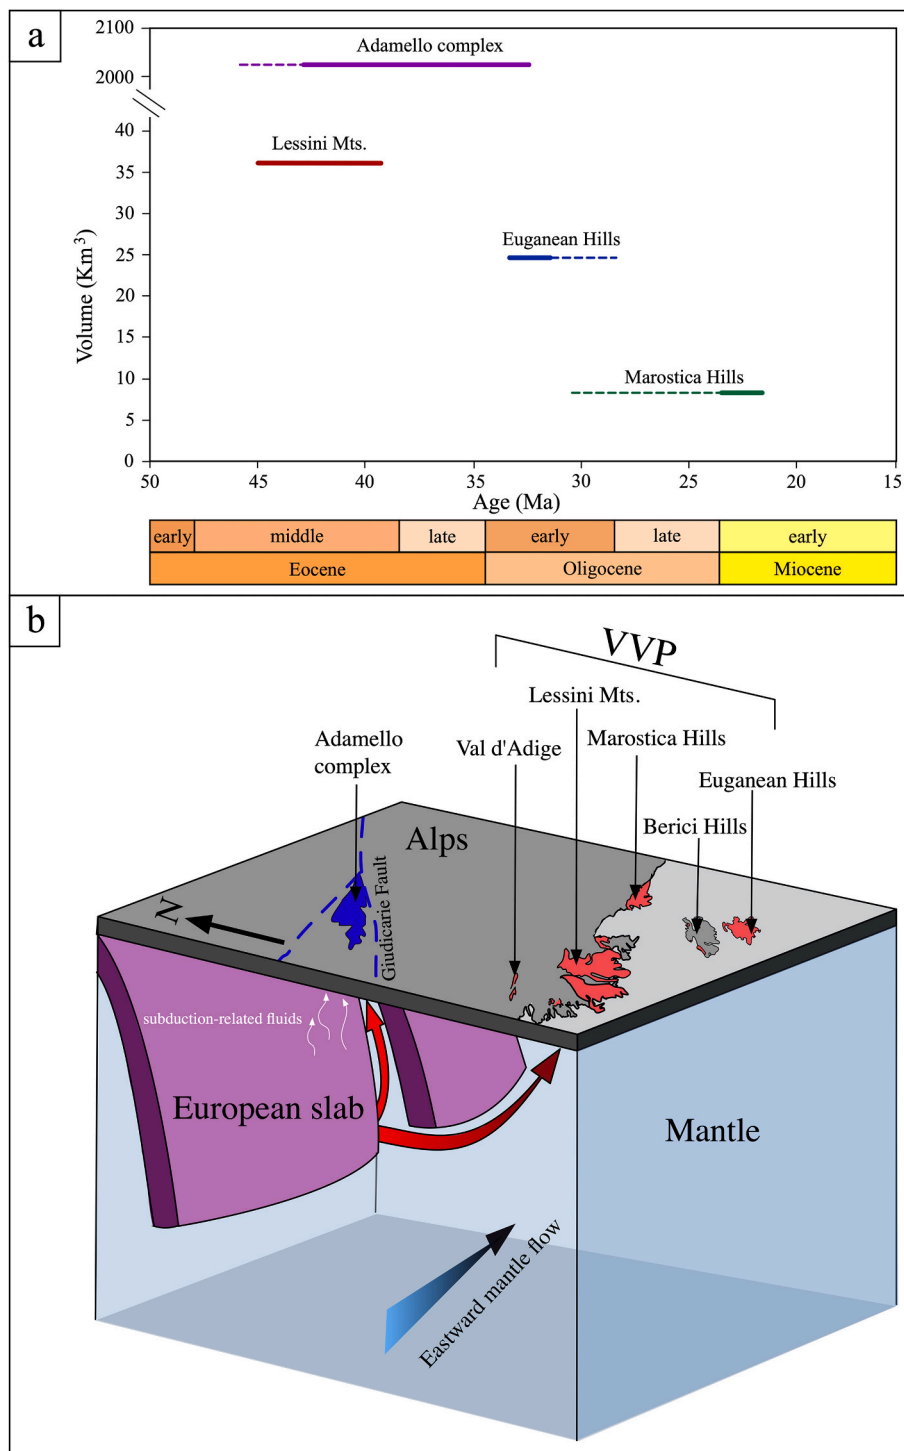 a
2100
2000
40
35
30
25
20
15
10
5
0
Volume (Km³)
Adamello complex
Lessini Mts.
Euganean Hills
Marostica Hills
50 45 40 35 30 25 20 15
Age (Ma)
early middle late early late early
Eocene Oligocene Miocene
b
VVP
Lessini Mts.
Adamello
complex
Val d'Adige
Marostica Hills
Euganean Hills
Berici Hills
Alps
N
Giudicarie Fault
subduction-related fluids
European slab
Mantle
Eastward mantle flow